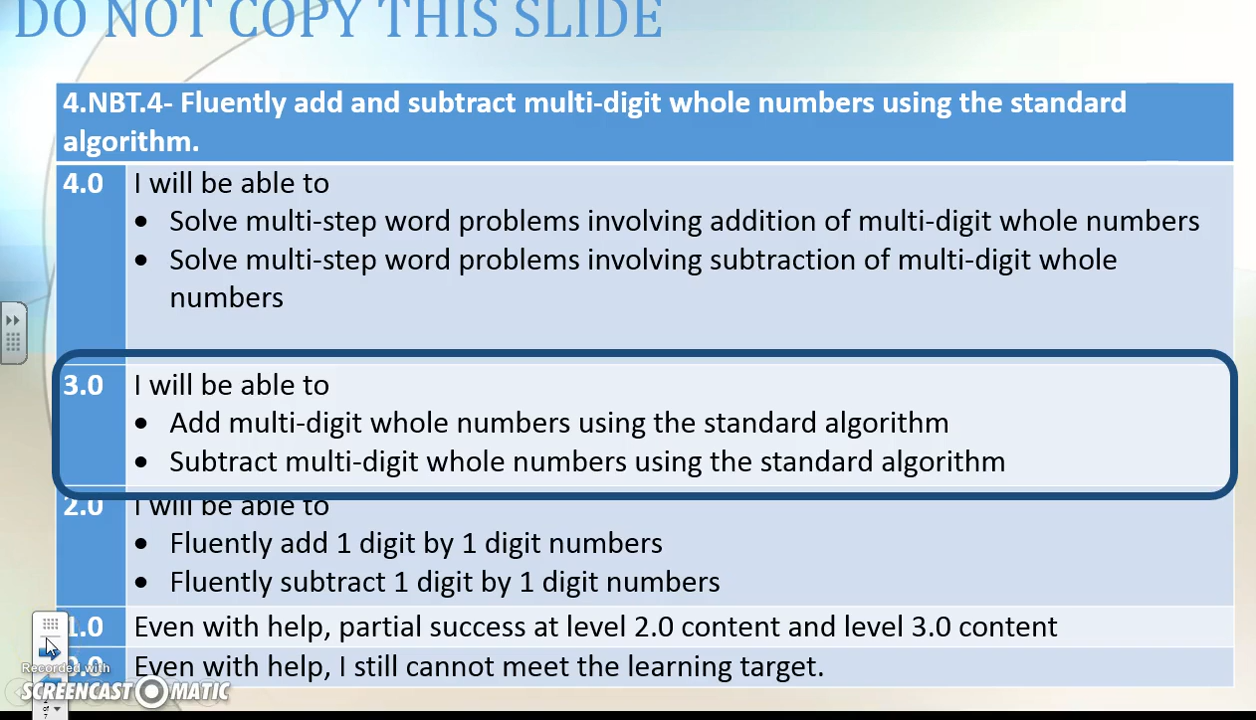 DO NOT COPY THIS SLIDE
4.NBT.4- Fluently add and subtract multi-digit whole numbers using the standard
algorithm.
4.0 I will be able to
• Solve multi-step word problems involving addition of multi-digit whole numbers
• Solve multi-step word problems involving subtraction of multi-digit whole
numbers
3.0 I will be able to
• Add multi-digit whole numbers using the standard algorithm
• Subtract multi-digit whole numbers using the standard algorithm
2.0 I will be able to
• Fluently add 1 digit by 1 digit numbers
• Fluently subtract 1 digit by 1 digit numbers
1.0 Even with help, partial success at level 2.0 content and level 3.0 content
0.0 Even with help, I still cannot meet the learning target.
Recorded with
SCREENCAST MATIC
of
7